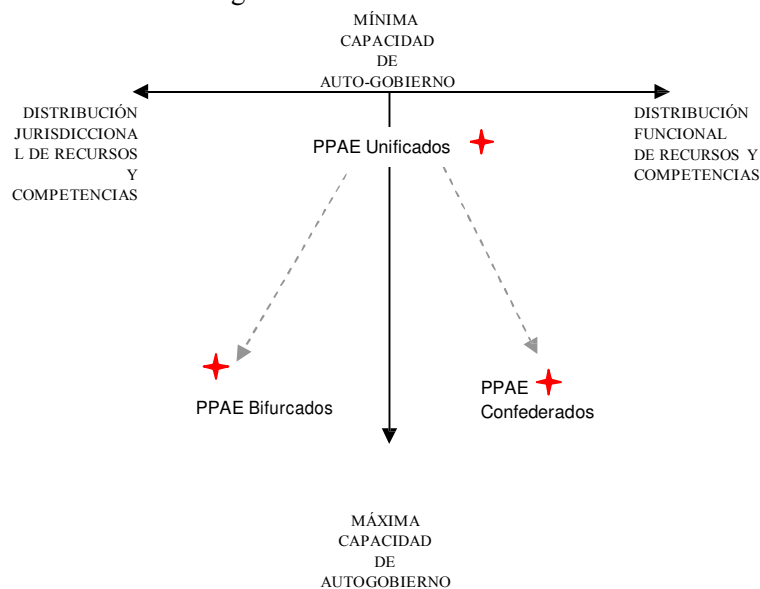 MÍNIMA
CAPACIDAD
DE
AUTO-GOBIERNO
DISTRIBUCIÓN
JURISDICCIONA
L DE RECURSOS
Y
COMPETENCIAS
DISTRIBUCIÓN
FUNCIONAL
DE RECURSOS Y
COMPETENCIAS
PPAE Unificados
PPAE Bifurcados
PPAE
Confederados
MÁXIMA
CAPACIDAD
DE
AUTOGOBIERNO